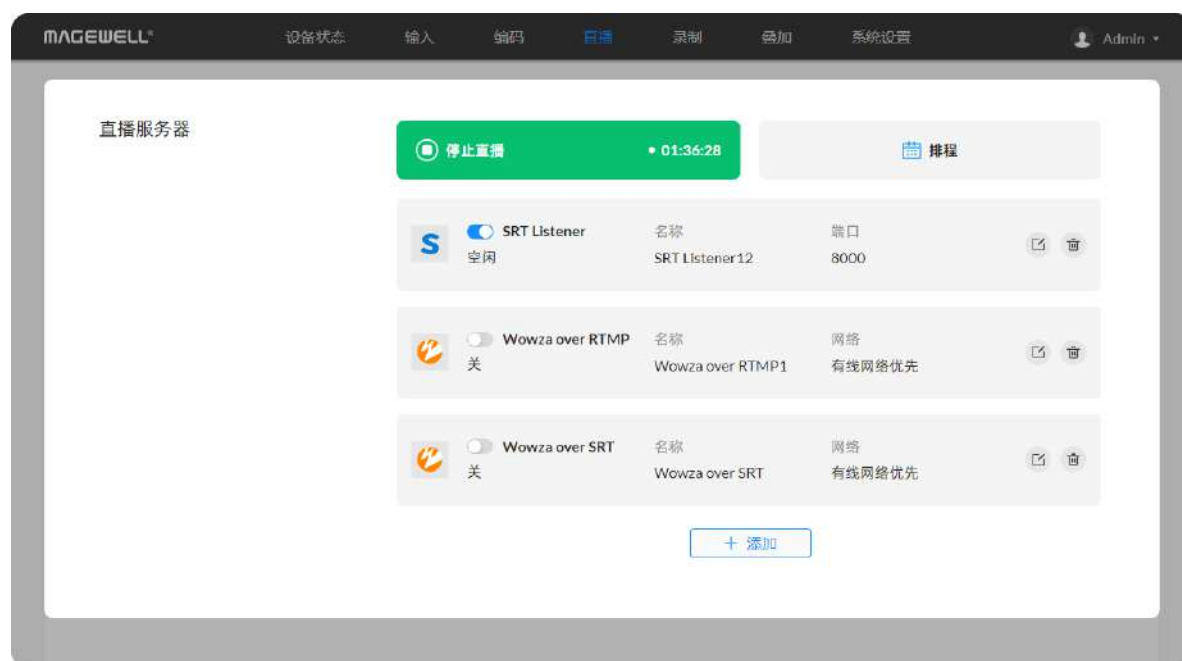 MAGEWELL® 设备状态 输入 编码 直播 录制 叠加 系统设置 Admin
直播服务器
停止直播 • 01:36:28 排程
SRT Listener 名称 端口
空闲 SRT Listener12 8000
Wowza over RTMP 名称 网络
关 Wowza over RTMP1 有线网络优先
Wowza over SRT 名称 网络
关 Wowza over SRT 有线网络优先
+ 添加